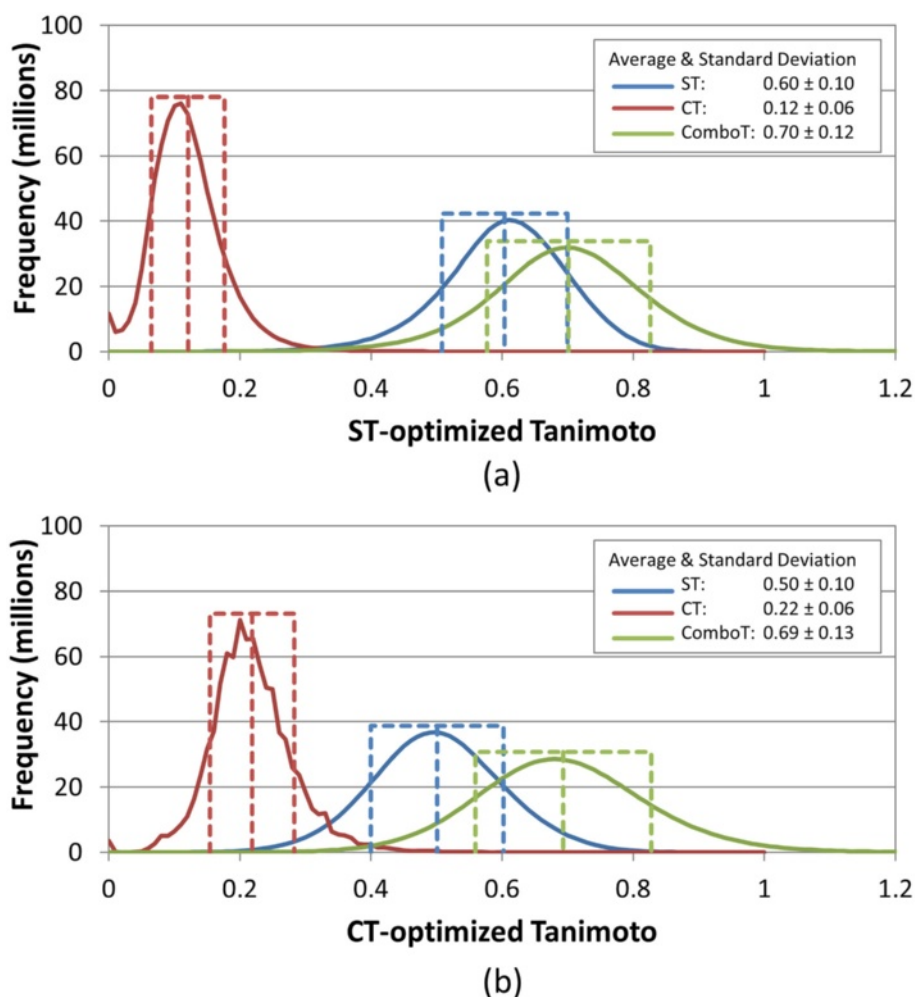 100
80
60
40
20
0
Frequency (millions)
Average & Standard Deviation
ST: 0.60 ± 0.10
CT: 0.12 ± 0.06
ComboT: 0.70 ± 0.12
0 0.2 0.4 0.6 0.8 1 1.2
ST-optimized Tanimoto
(a)
100
80
60
40
20
0
Frequency (millions)
Average & Standard Deviation
ST: 0.50 ± 0.10
CT: 0.22 ± 0.06
ComboT: 0.69 ± 0.13
0 0.2 0.4 0.6 0.8 1 1.2
CT-optimized Tanimoto
(b)